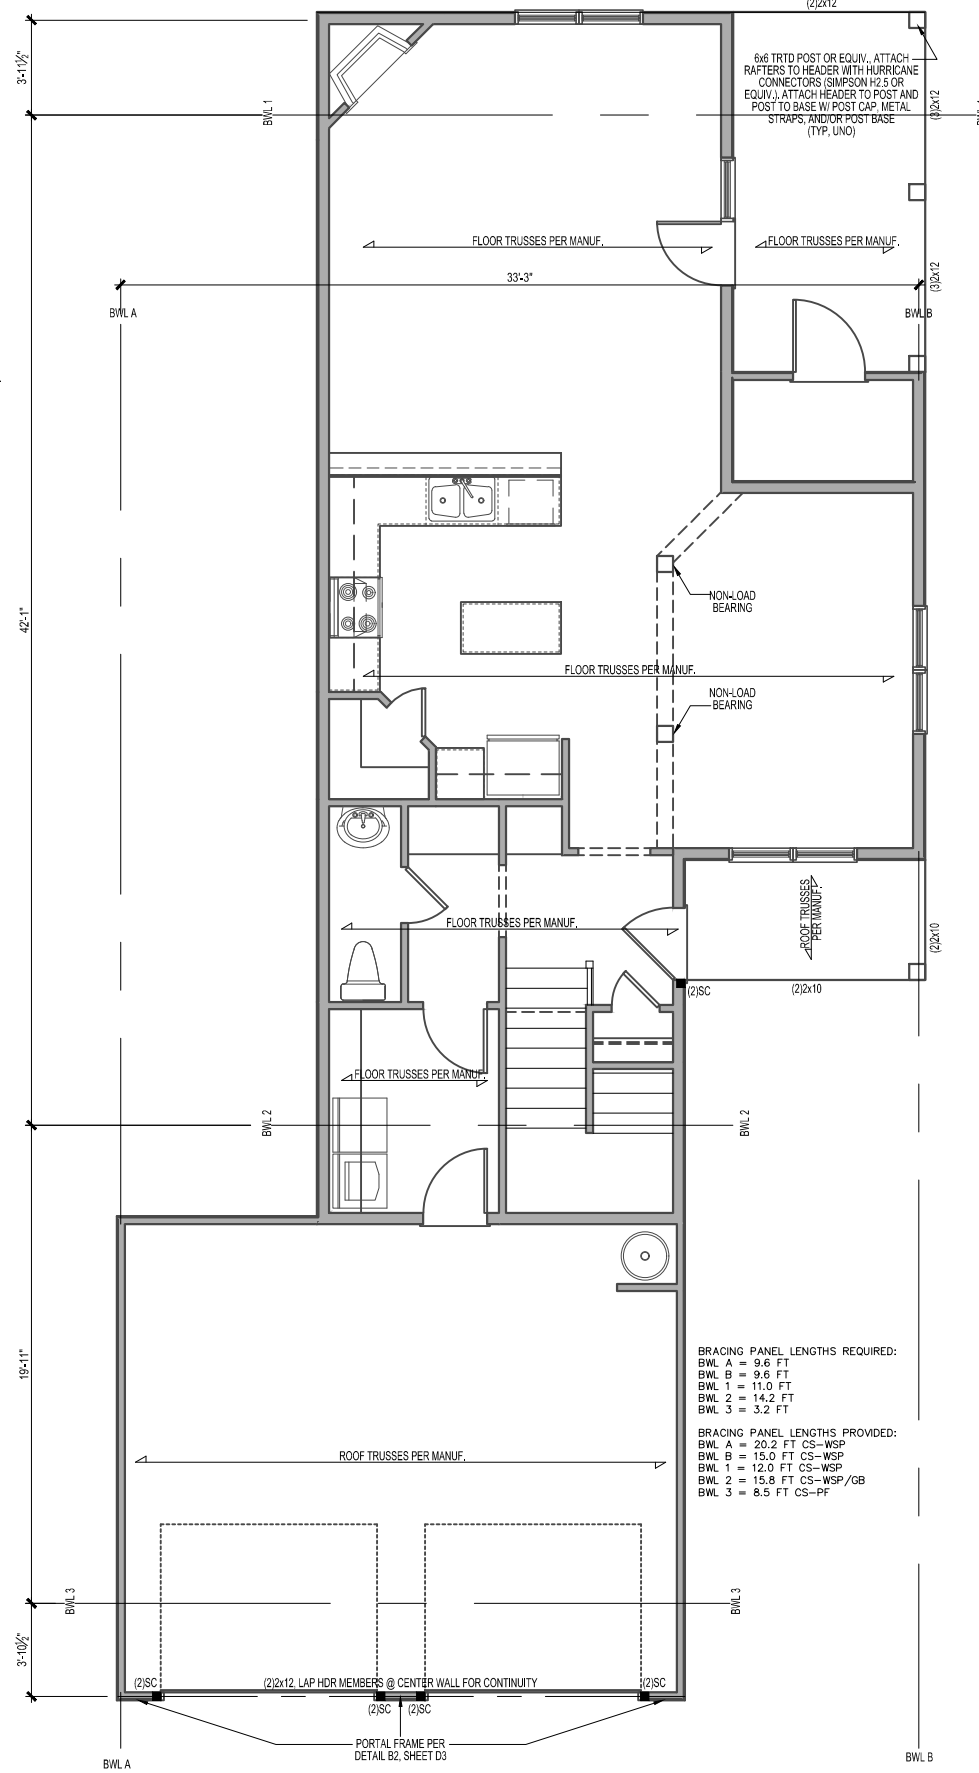 (2)2x12
6x6 TRTD POST OR EQUIV., ATTACH
RAFTERS TO HEADER WITH HURRICANE
CONNECTORS (SIMPSON H2.5 OR
EQUIV.). ATTACH HEADER TO POST AND
POST TO BASE W/ POST CAP, METAL
STRAPS, AND/OR POST BASE
(TYP, UNO)
3'-11½"
BWL 1
(3)2x12
FLOOR TRUSSES PER MANUF.
FLOOR TRUSSES PER MANUF.
33'-3"
(3)2x12
BWL A
BWL B
NON-LOAD
BEARING
42'-1"
FLOOR TRUSSES PER MANUF.
NON-LOAD
BEARING
ROOF TRUSSES
PER MANUF.
FLOOR TRUSSES PER MANUF.
(2)2x10
(2)SC
(2)2x10
FLOOR TRUSSES PER MANUF.
BWL 2
BWL 2
19'-11"
BRACING PANEL LENGTHS REQUIRED:
BWL A = 9.6 FT
BWL B = 9.6 FT
BWL 1 = 11.0 FT
BWL 2 = 14.2 FT
BWL 3 = 3.2 FT
BRACING PANEL LENGTHS PROVIDED:
BWL A = 20.2 FT CS-WSP
BWL B = 15.0 FT CS-WSP
BWL 1 = 12.0 FT CS-WSP
BWL 2 = 15.8 FT CS-WSP/GB
BWL 3 = 8.5 FT CS-PF
ROOF TRUSSES PER MANUF.
BWL 3
BWL 3
3'-10½"
(2)SC
(2)2x12, LAP HDR MEMBERS @ CENTER WALL FOR CONTINUITY
(2)SC
(2)SC
(2)SC
PORTAL FRAME PER
DETAIL B2, SHEET D3
BWL A
BWL B